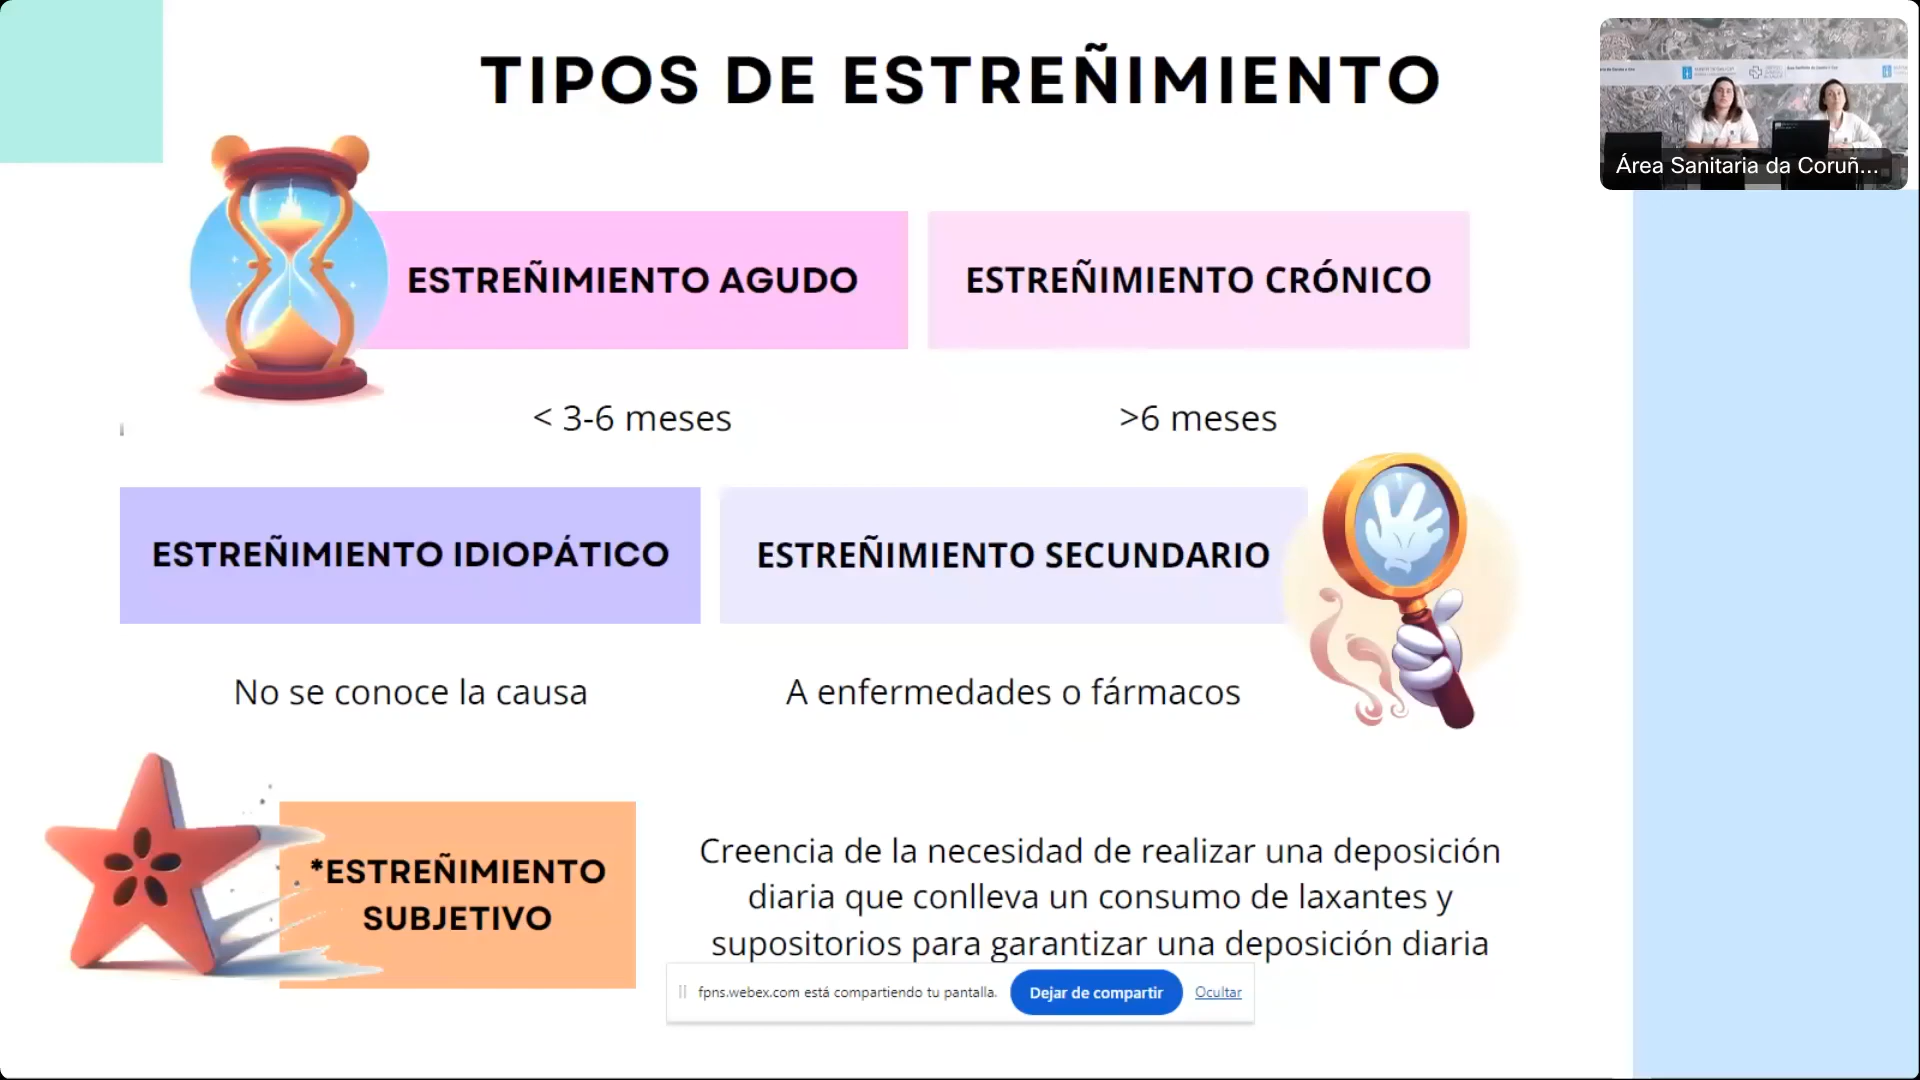 TIPOS DE ESTREÑIMIENTO
Área Sanitaria da Coruñ...
ESTREÑIMIENTO AGUDO
ESTREÑIMIENTO CRÓNICO
< 3-6 meses
>6 meses
ESTREÑIMIENTO IDIOPÁTICO
ESTREÑIMIENTO SECUNDARIO
No se conoce la causa
A enfermedades o fármacos
*ESTREÑIMIENTO
SUBJETIVO
Creencia de la necesidad de realizar una deposición
diaria que conlleva un consumo de laxantes y
supositorios para garantizar una deposición diaria
fpns.webex.com está compartiendo tu pantalla.
Dejar de compartir
Ocultar